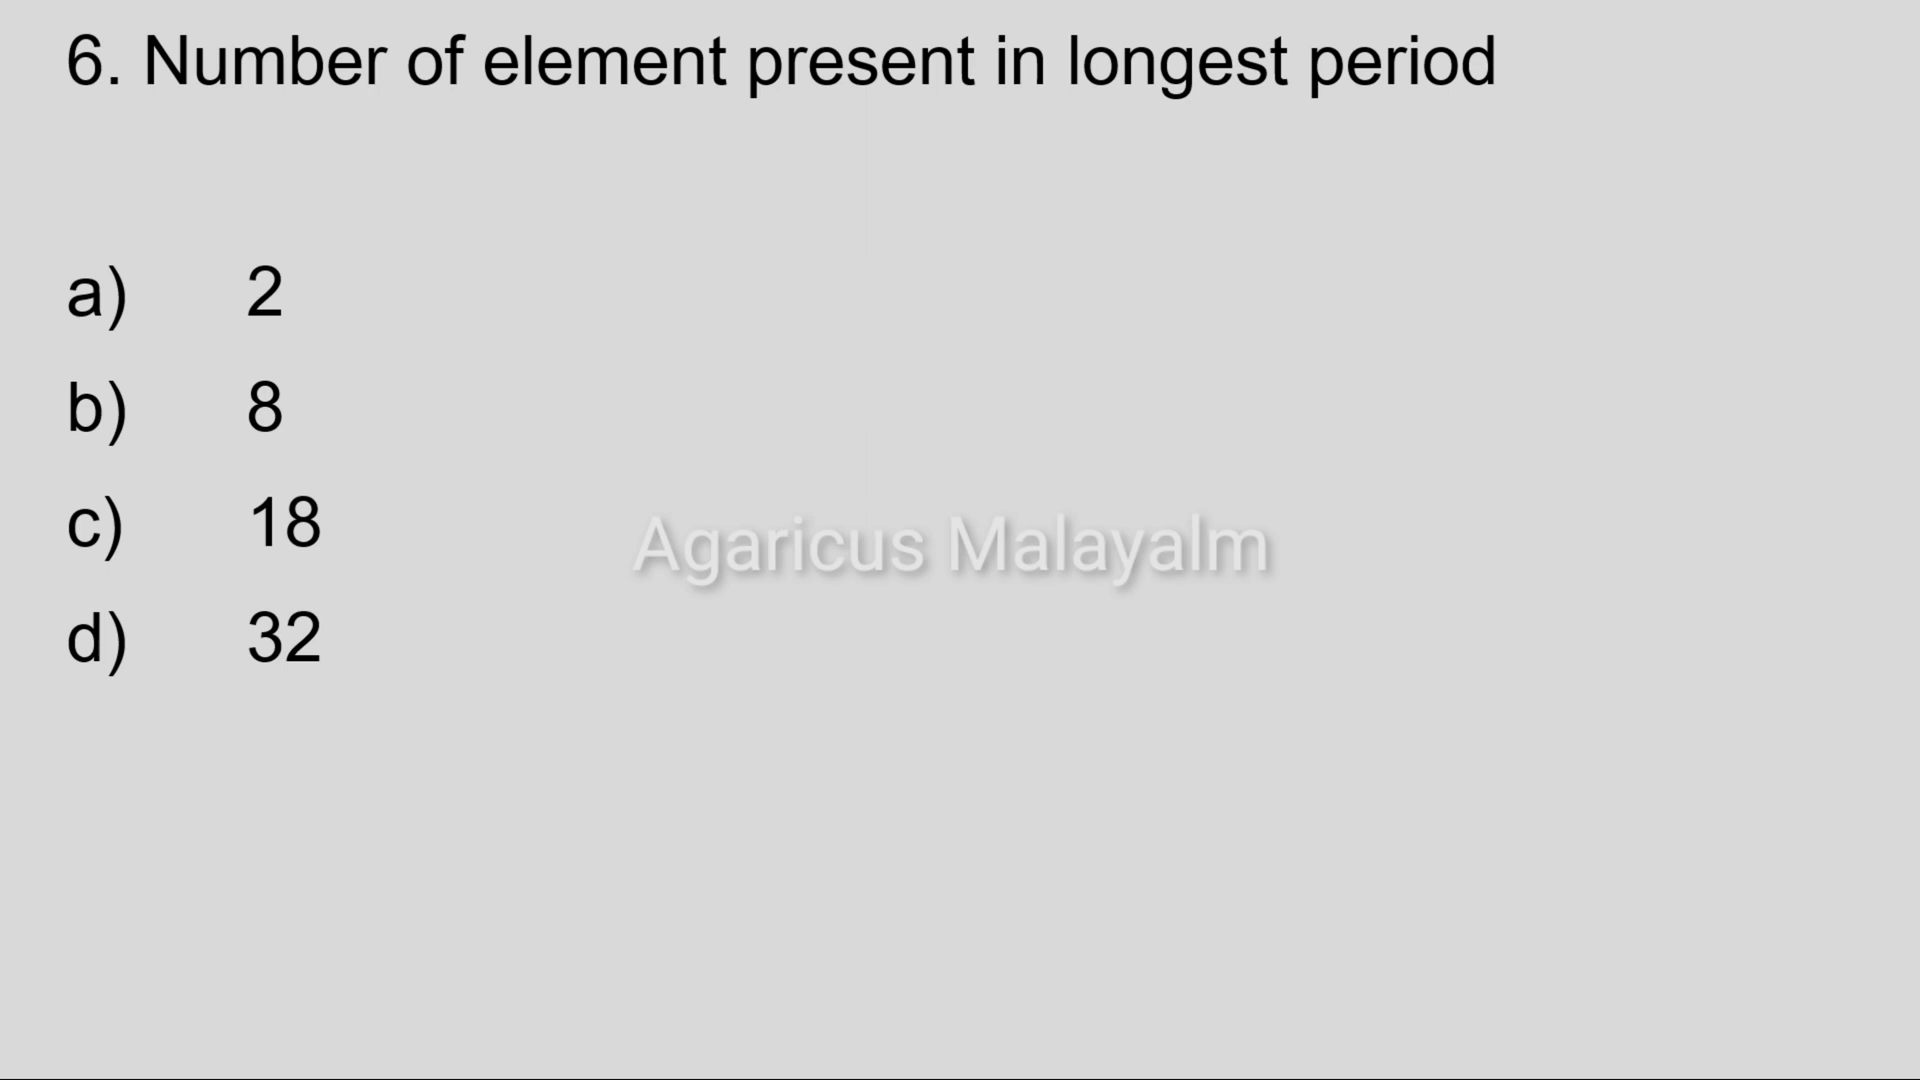 6. Number of element present in longest period
a) 2
b) 8
c) 18
Agaricus Malayalm
d) 32